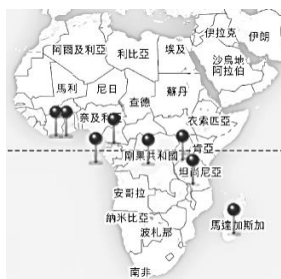 伊拉克
伊朗
阿爾及利亞
利比亞
埃及
沙烏地
阿拉伯
馬利
尼日
查德
蘇丹
奈及利
衣索匹亞
剛果共和國
肯亞
坦尚尼亞
安哥拉
納米比亞
波札那
馬達加斯加
南非